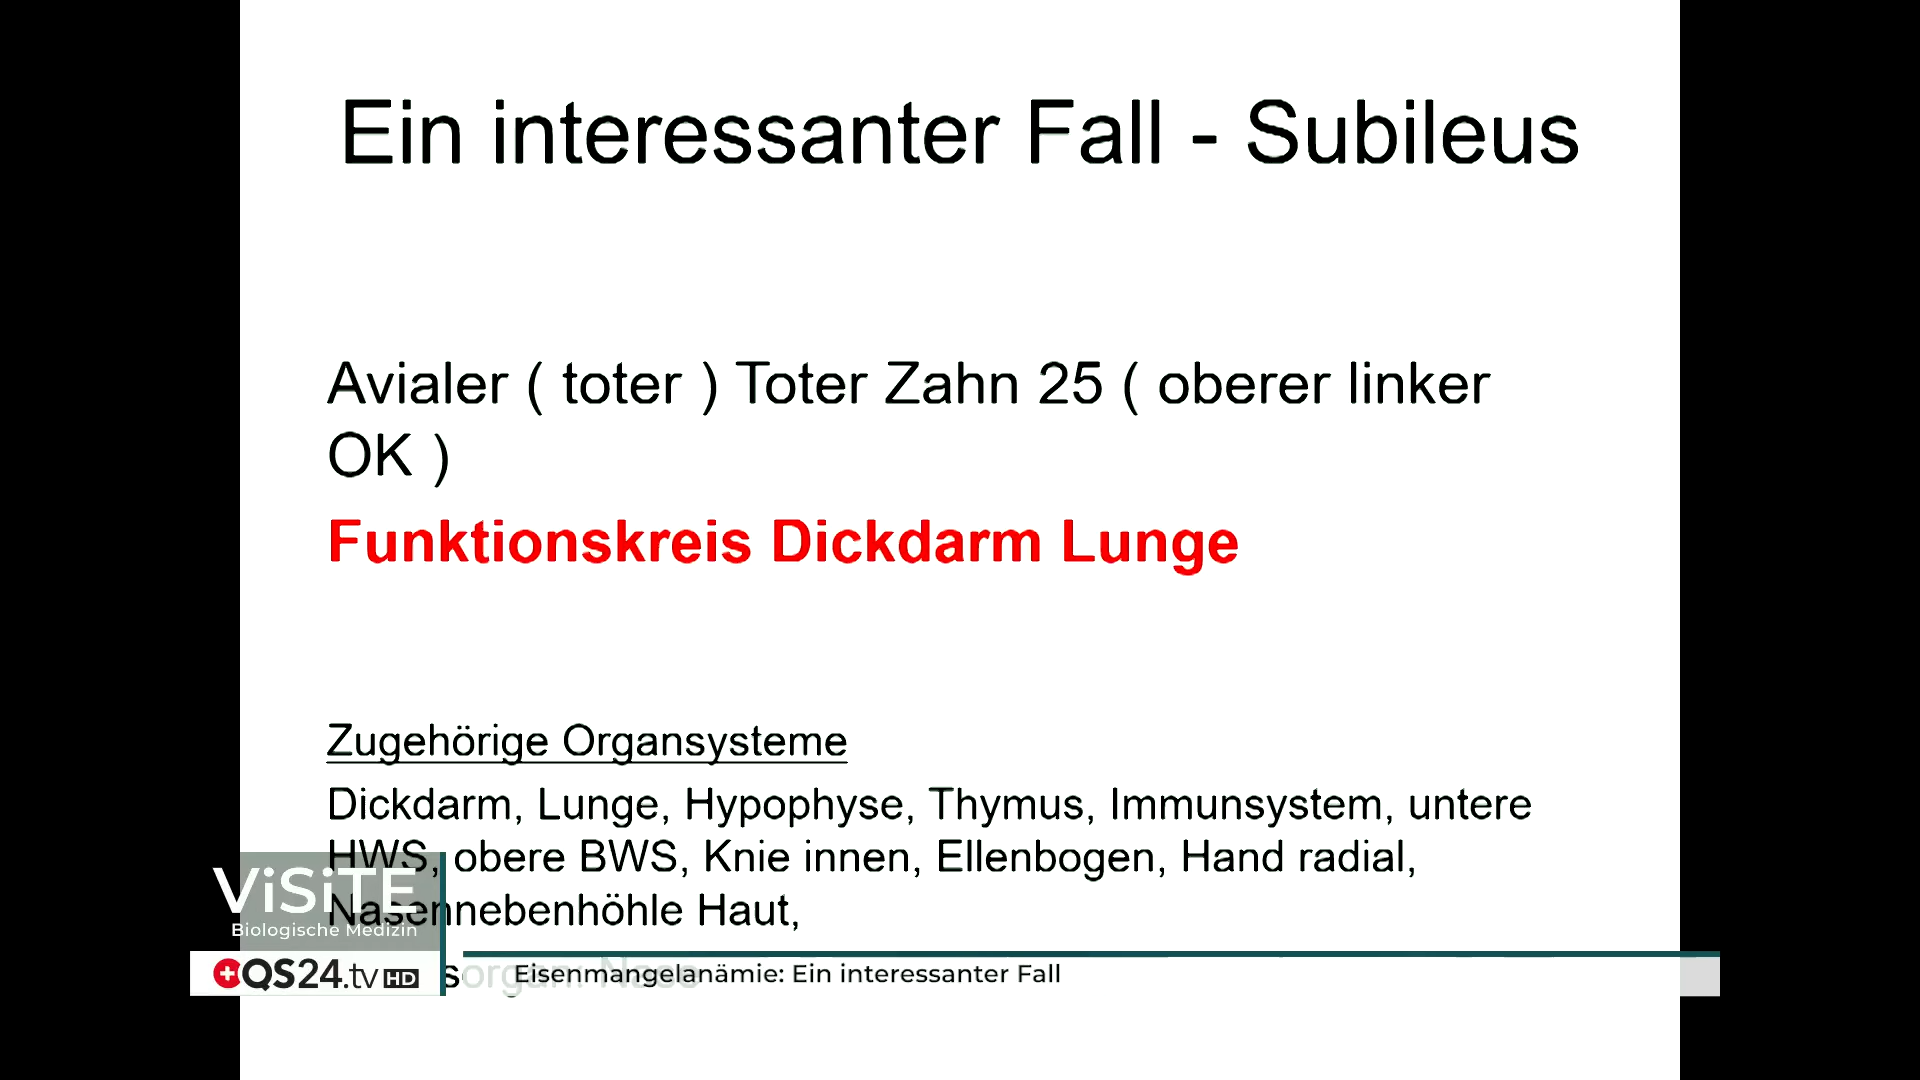 Ein interessanter Fall - Subileus
Avialer ( toter ) Toter Zahn 25 ( oberer linker
OK )
Funktionskreis Dickdarm Lunge
Zugehörige Organsysteme
Dickdarm, Lunge, Hypophyse, Thymus, Immunsystem, untere
HWS, obere BWS, Knie innen, Ellenbogen, Hand radial,
Nasennebenhöhle Haut,
ViSiTE
Biologische Medizin
QS24.tv HD
Eisenmangelanämie: Ein interessanter Fall